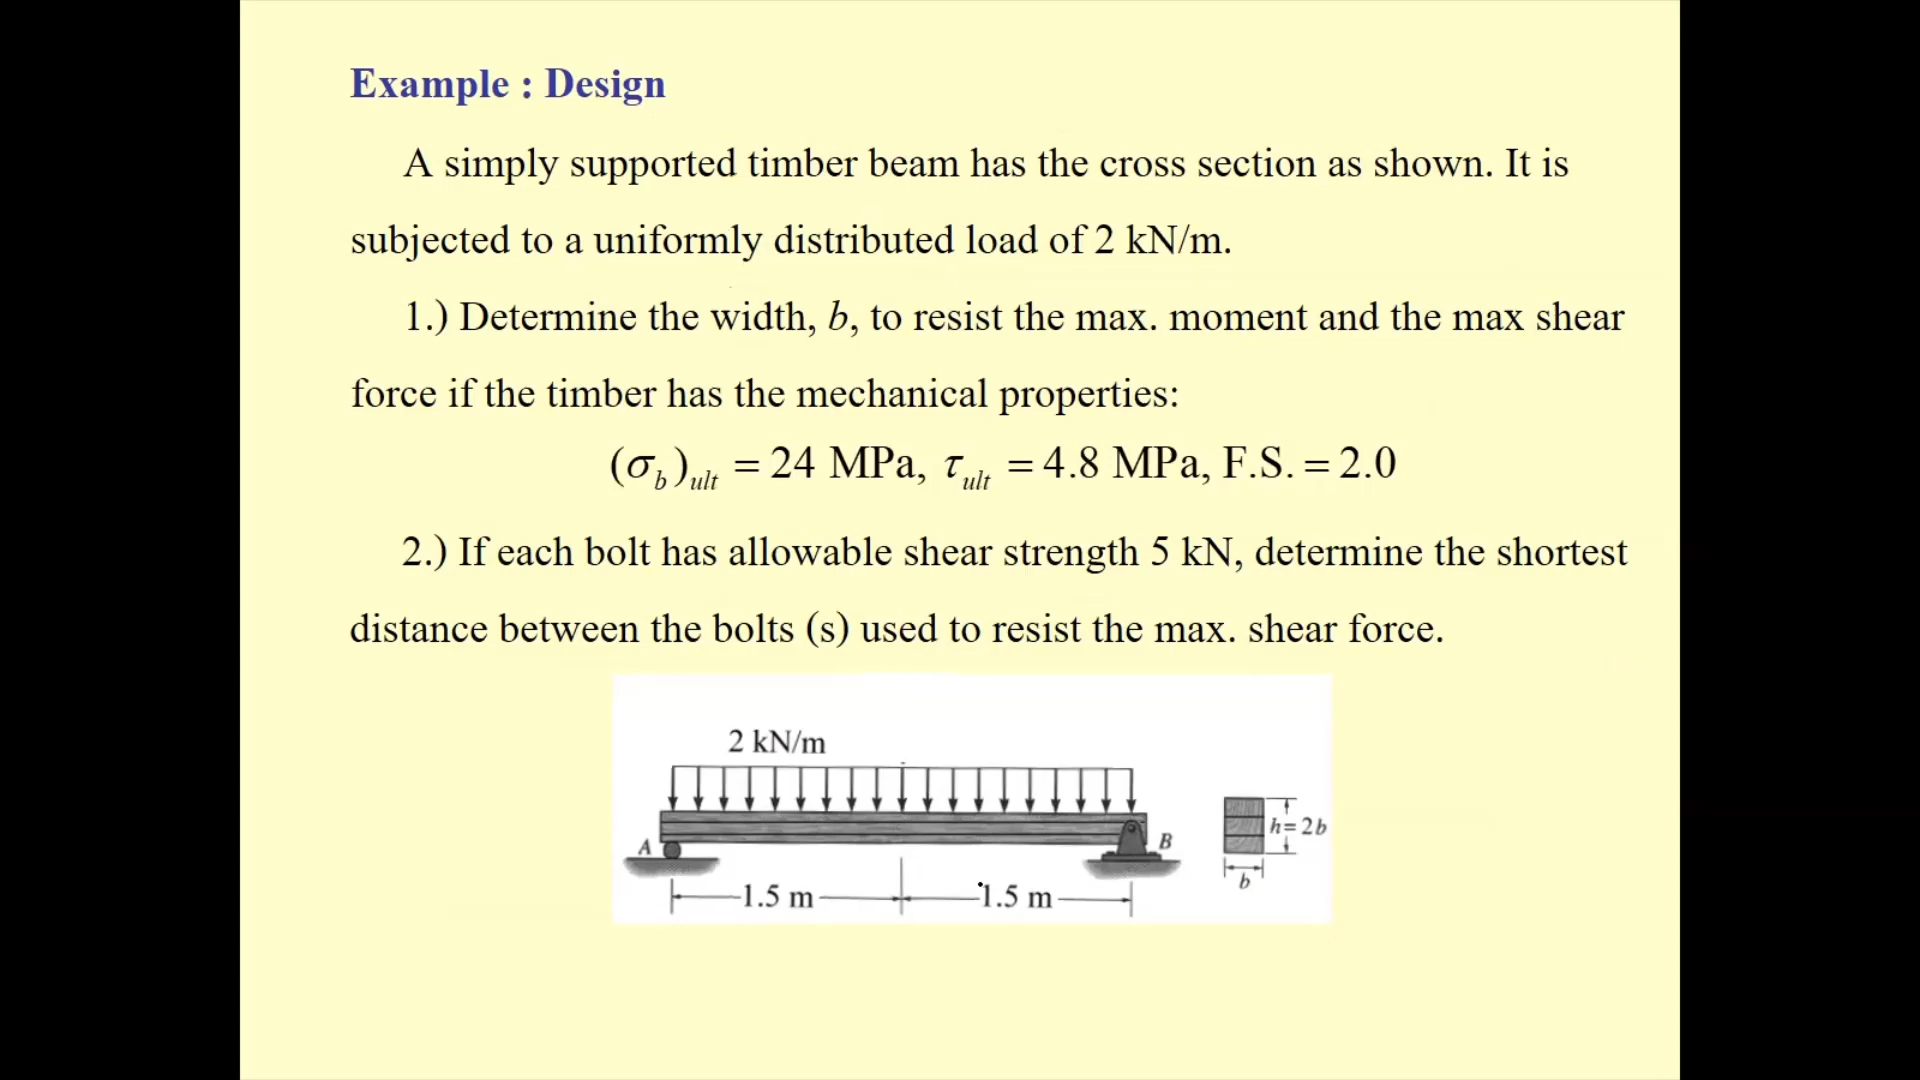 Example : Design
A simply supported timber beam has the cross section as shown. It is
subjected to a uniformly distributed load of 2 kN/m.
1.) Determine the width, b, to resist the max. moment and the max shear
force if the timber has the mechanical properties:
(σ_b)_ult = 24 MPa, τ_ult = 4.8 MPa, F.S. = 2.0
2.) If each bolt has allowable shear strength 5 kN, determine the shortest
distance between the bolts (s) used to resist the max. shear force.
2 kN/m
A
B
h=2b
b
1.5 m
1.5 m